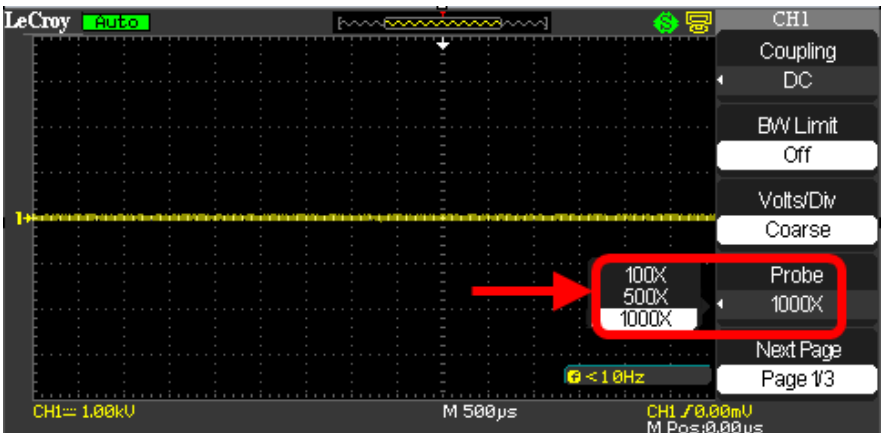 LeCroy Auto CH1
Coupling
DC
BW Limit
Off
Volts/Div
Coarse
1
100X
500X
1000X
Probe
1000X
Next Page
Page 1/3
f <10Hz
CH1 1.00kV M 500µs CH1 0.00mV
M Pos:0.00µs